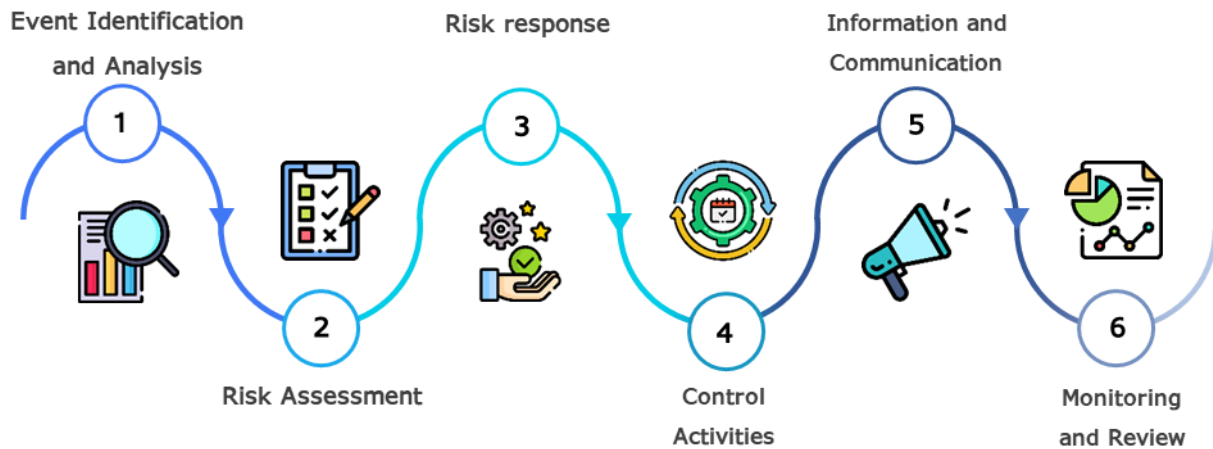 Event Identification
and Analysis
1
2
Risk Assessment
Risk response
3
4
Control
Activities
Information and
Communication
5
6
Monitoring
and Review